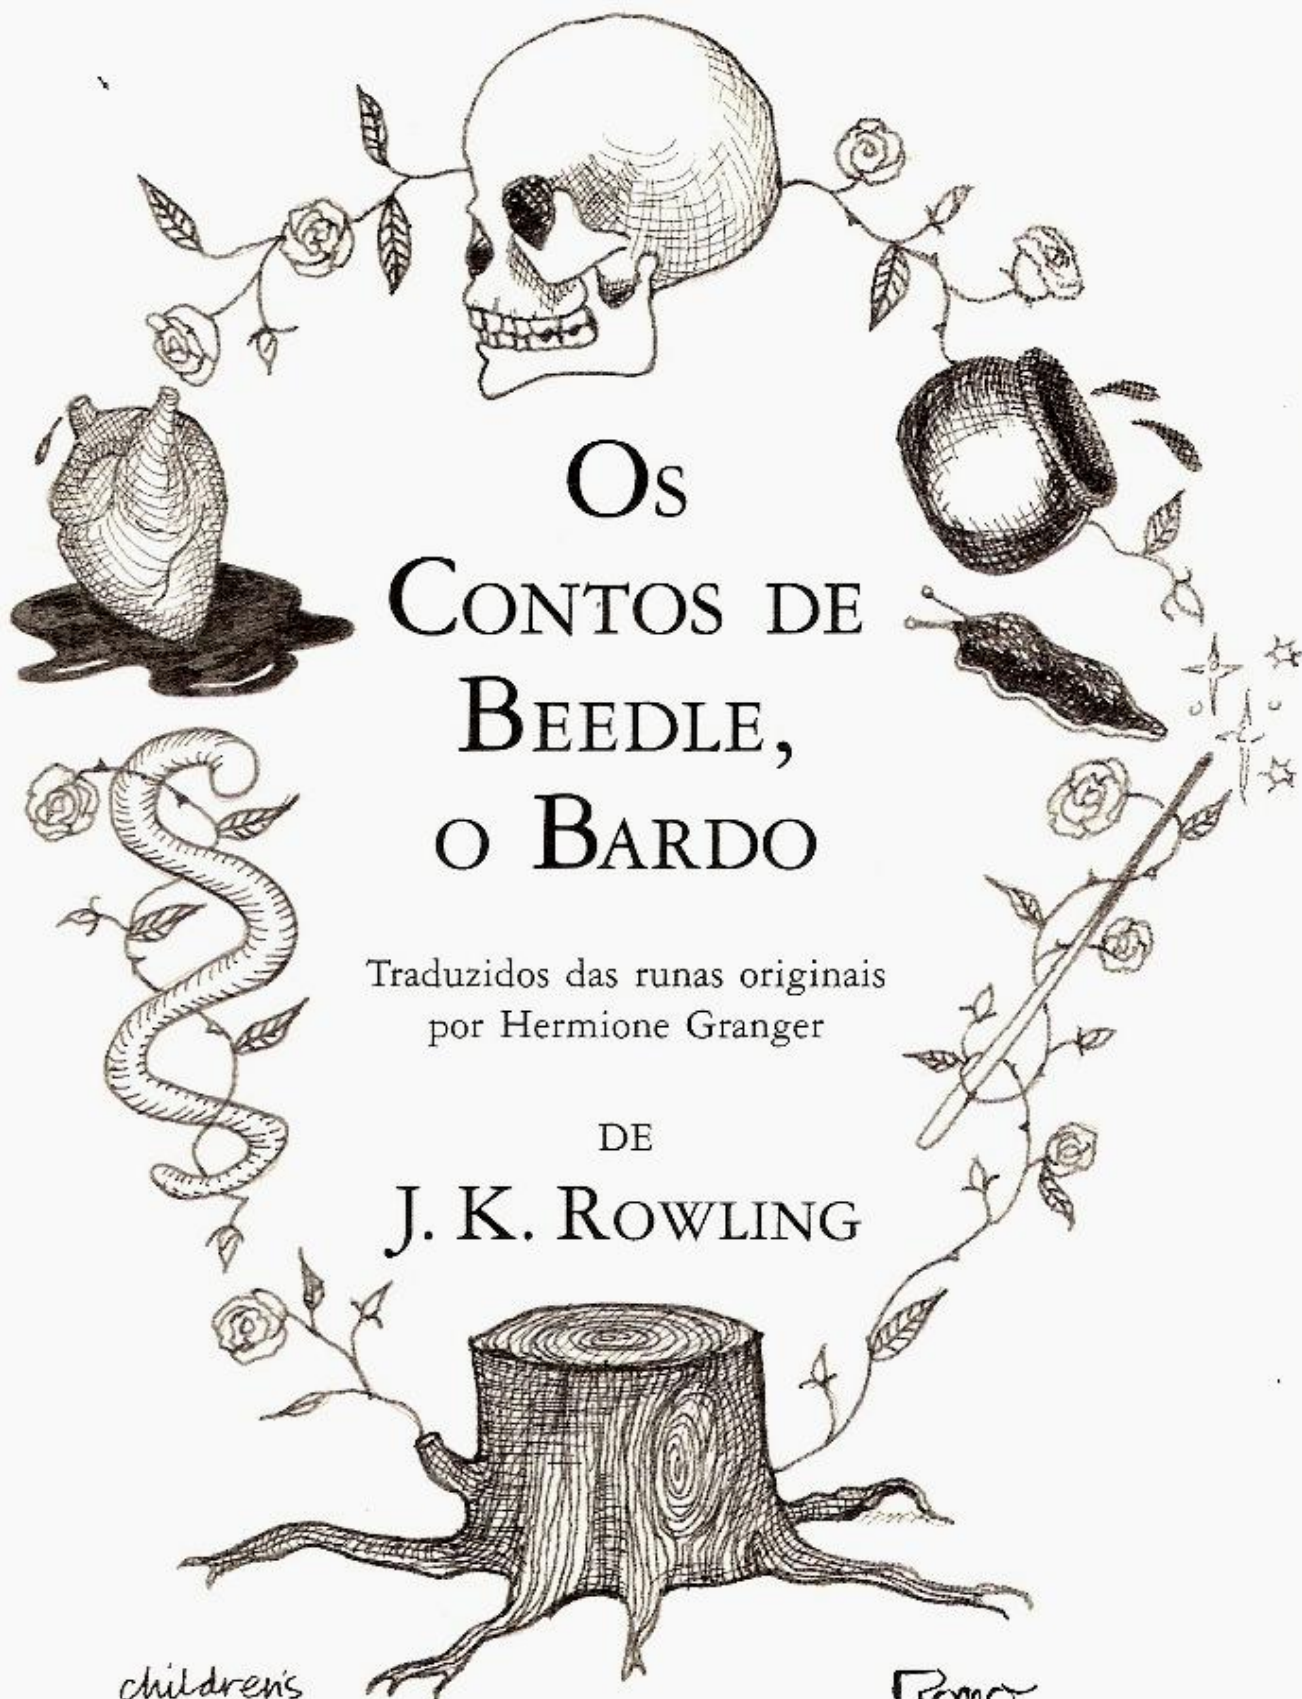 Os
Contos de
Beedle,
o Bardo
Traduzidos das runas originais
por Hermione Granger
DE
J. K. Rowling
children's